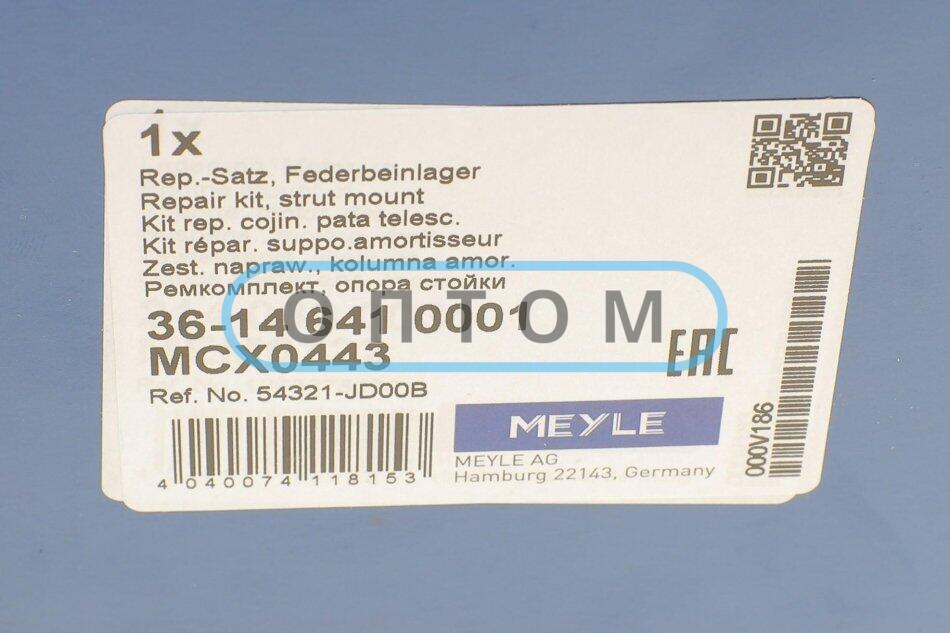 1x
Rep.-Satz, Federbeinlager
Repair kit, strut mount
Kit rep. cojin. pata telesc.
Kit répar. suppo.amortisseur
Zest. napraw., kolumna amor.
Ремкомплект, опора стойки
ОПТОМ
36-14 641 0001
MCX0443
EAC
Ref. No. 54321-JD00B
MEYLE
MEYLE AG
Hamburg 22143, Germany
4 040074 118153
000V186